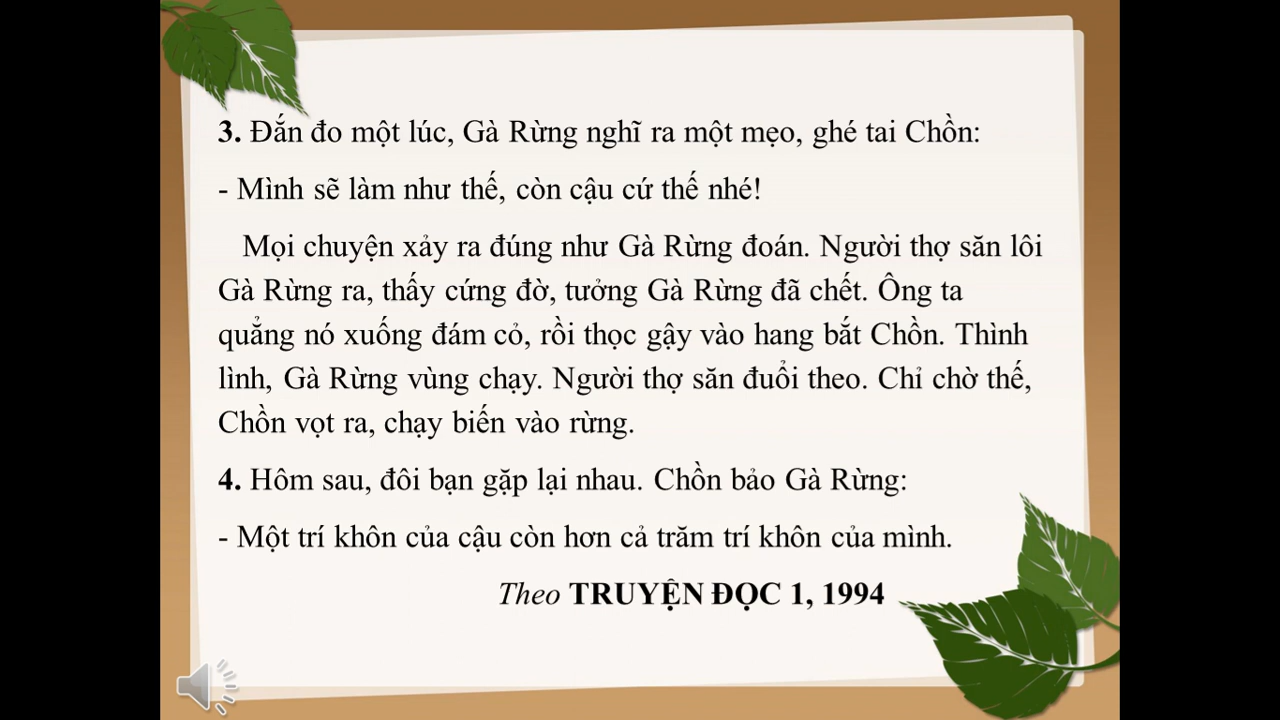 3. Đắn đo một lúc, Gà Rừng nghĩ ra một mẹo, ghé tai Chồn:
- Mình sẽ làm như thế, còn cậu cứ thế nhé!
Mọi chuyện xảy ra đúng như Gà Rừng đoán. Người thợ săn lôi
Gà Rừng ra, thấy cứng đờ, tưởng Gà Rừng đã chết. Ông ta
quẳng nó xuống đám cỏ, rồi thọc gậy vào hang bắt Chồn. Thình
lình, Gà Rừng vùng chạy. Người thợ săn đuổi theo. Chỉ chờ thế,
Chồn vọt ra, chạy biến vào rừng.
4. Hôm sau, đôi bạn gặp lại nhau. Chồn bảo Gà Rừng:
- Một trí khôn của cậu còn hơn cả trăm trí khôn của mình.
Theo TRUYỆN ĐỌC 1, 1994